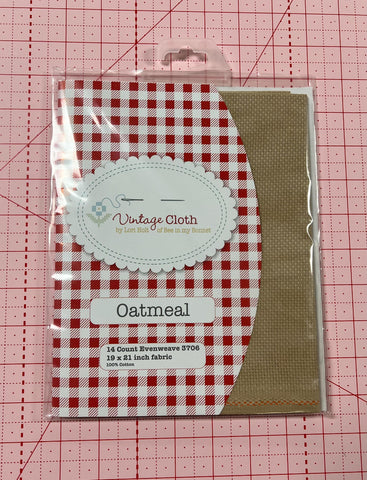 Vintage Cloth
by Lori Holt of Bee in my Bonnet
Oatmeal
14 Count Evenweave 3706
19 x 21 inch fabric
100% Cotton